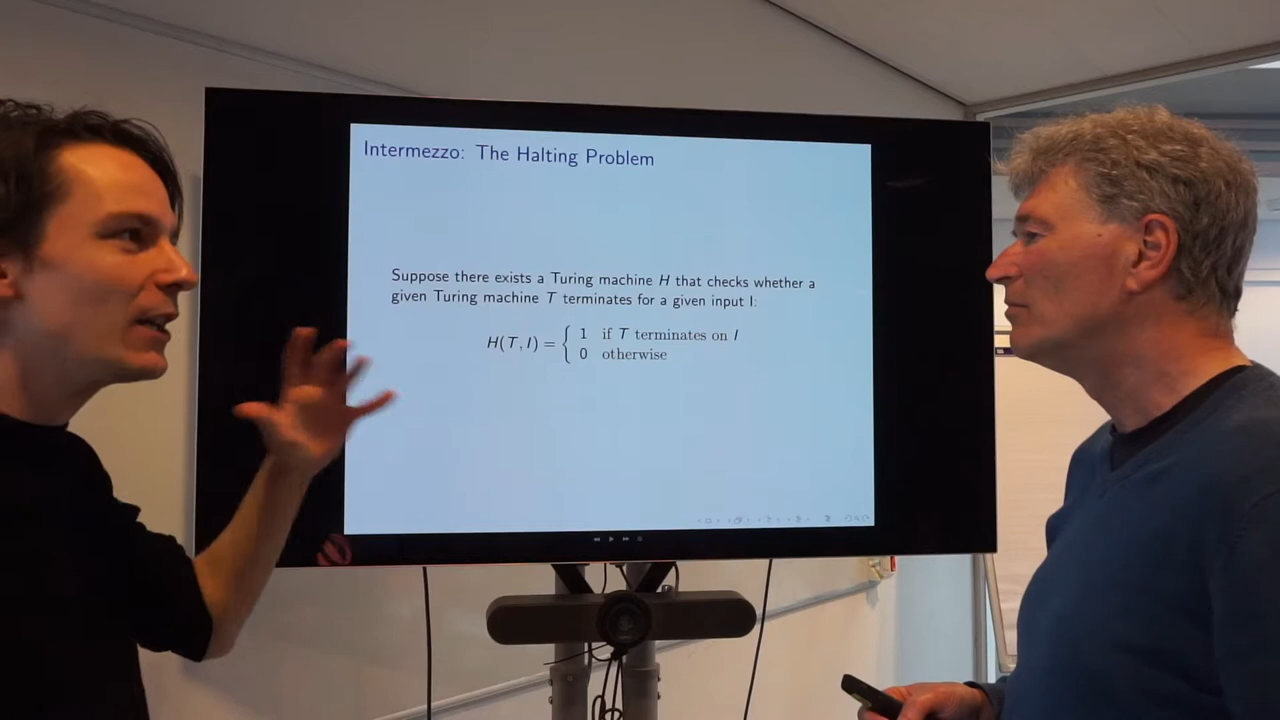 Intermezzo: The Halting Problem
Suppose there exists a Turing machine H that checks whether a
given Turing machine T terminates for a given input I:
H(T, I) = { 1 if T terminates on I
0 otherwise